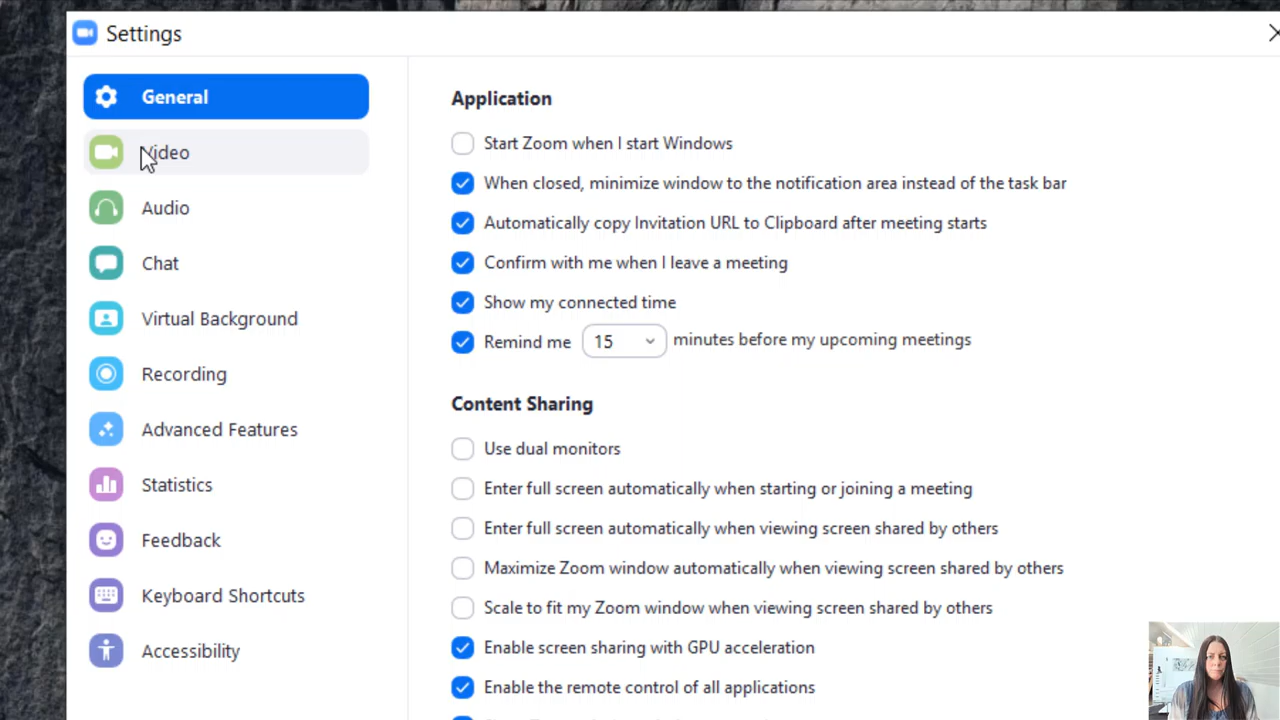 Settings
General
Video
Audio
Chat
Virtual Background
Recording
Advanced Features
Statistics
Feedback
Keyboard Shortcuts
Accessibility
Application
Start Zoom when I start Windows
When closed, minimize window to the notification area instead of the task bar
Automatically copy Invitation URL to Clipboard after meeting starts
Confirm with me when I leave a meeting
Show my connected time
Remind me 15 minutes before my upcoming meetings
Content Sharing
Use dual monitors
Enter full screen automatically when starting or joining a meeting
Enter full screen automatically when viewing screen shared by others
Maximize Zoom window automatically when viewing screen shared by others
Scale to fit my Zoom window when viewing screen shared by others
Enable screen sharing with GPU acceleration
Enable the remote control of all applications